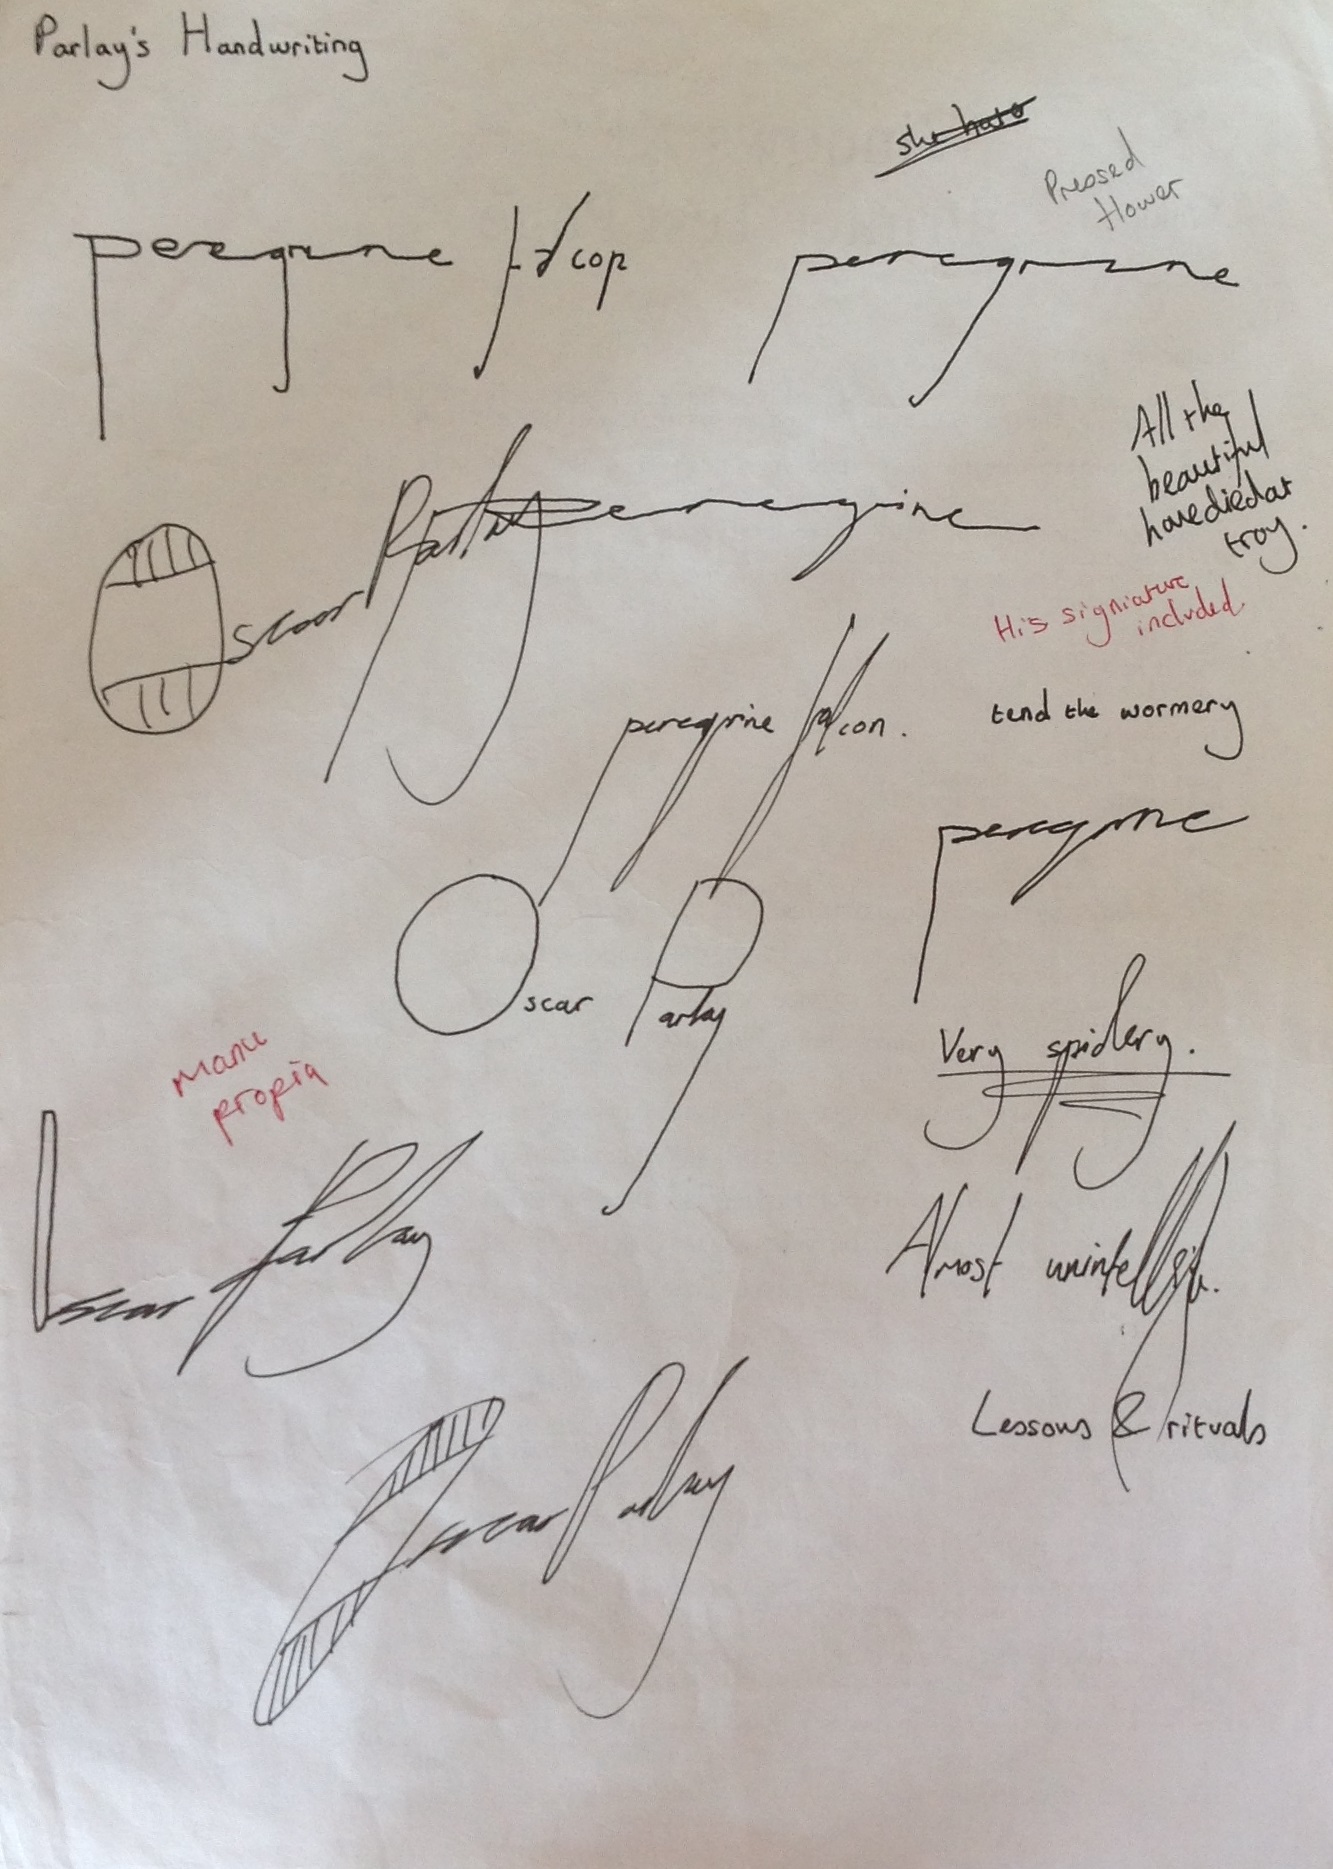 Parlay's Handwriting
she hate
Pressed
flower
peregrine falcon
peregrine
All the
beautiful
have died at
troy.
Oscar Parlay peregrine
His signiature
included
peregrine falcon.
tend the wormery
peregrine
Oscar Parlay
Very spidery.
Manu
propia
Oscar Parlay
Almost
Lessons & rituals
Oscar Parlay